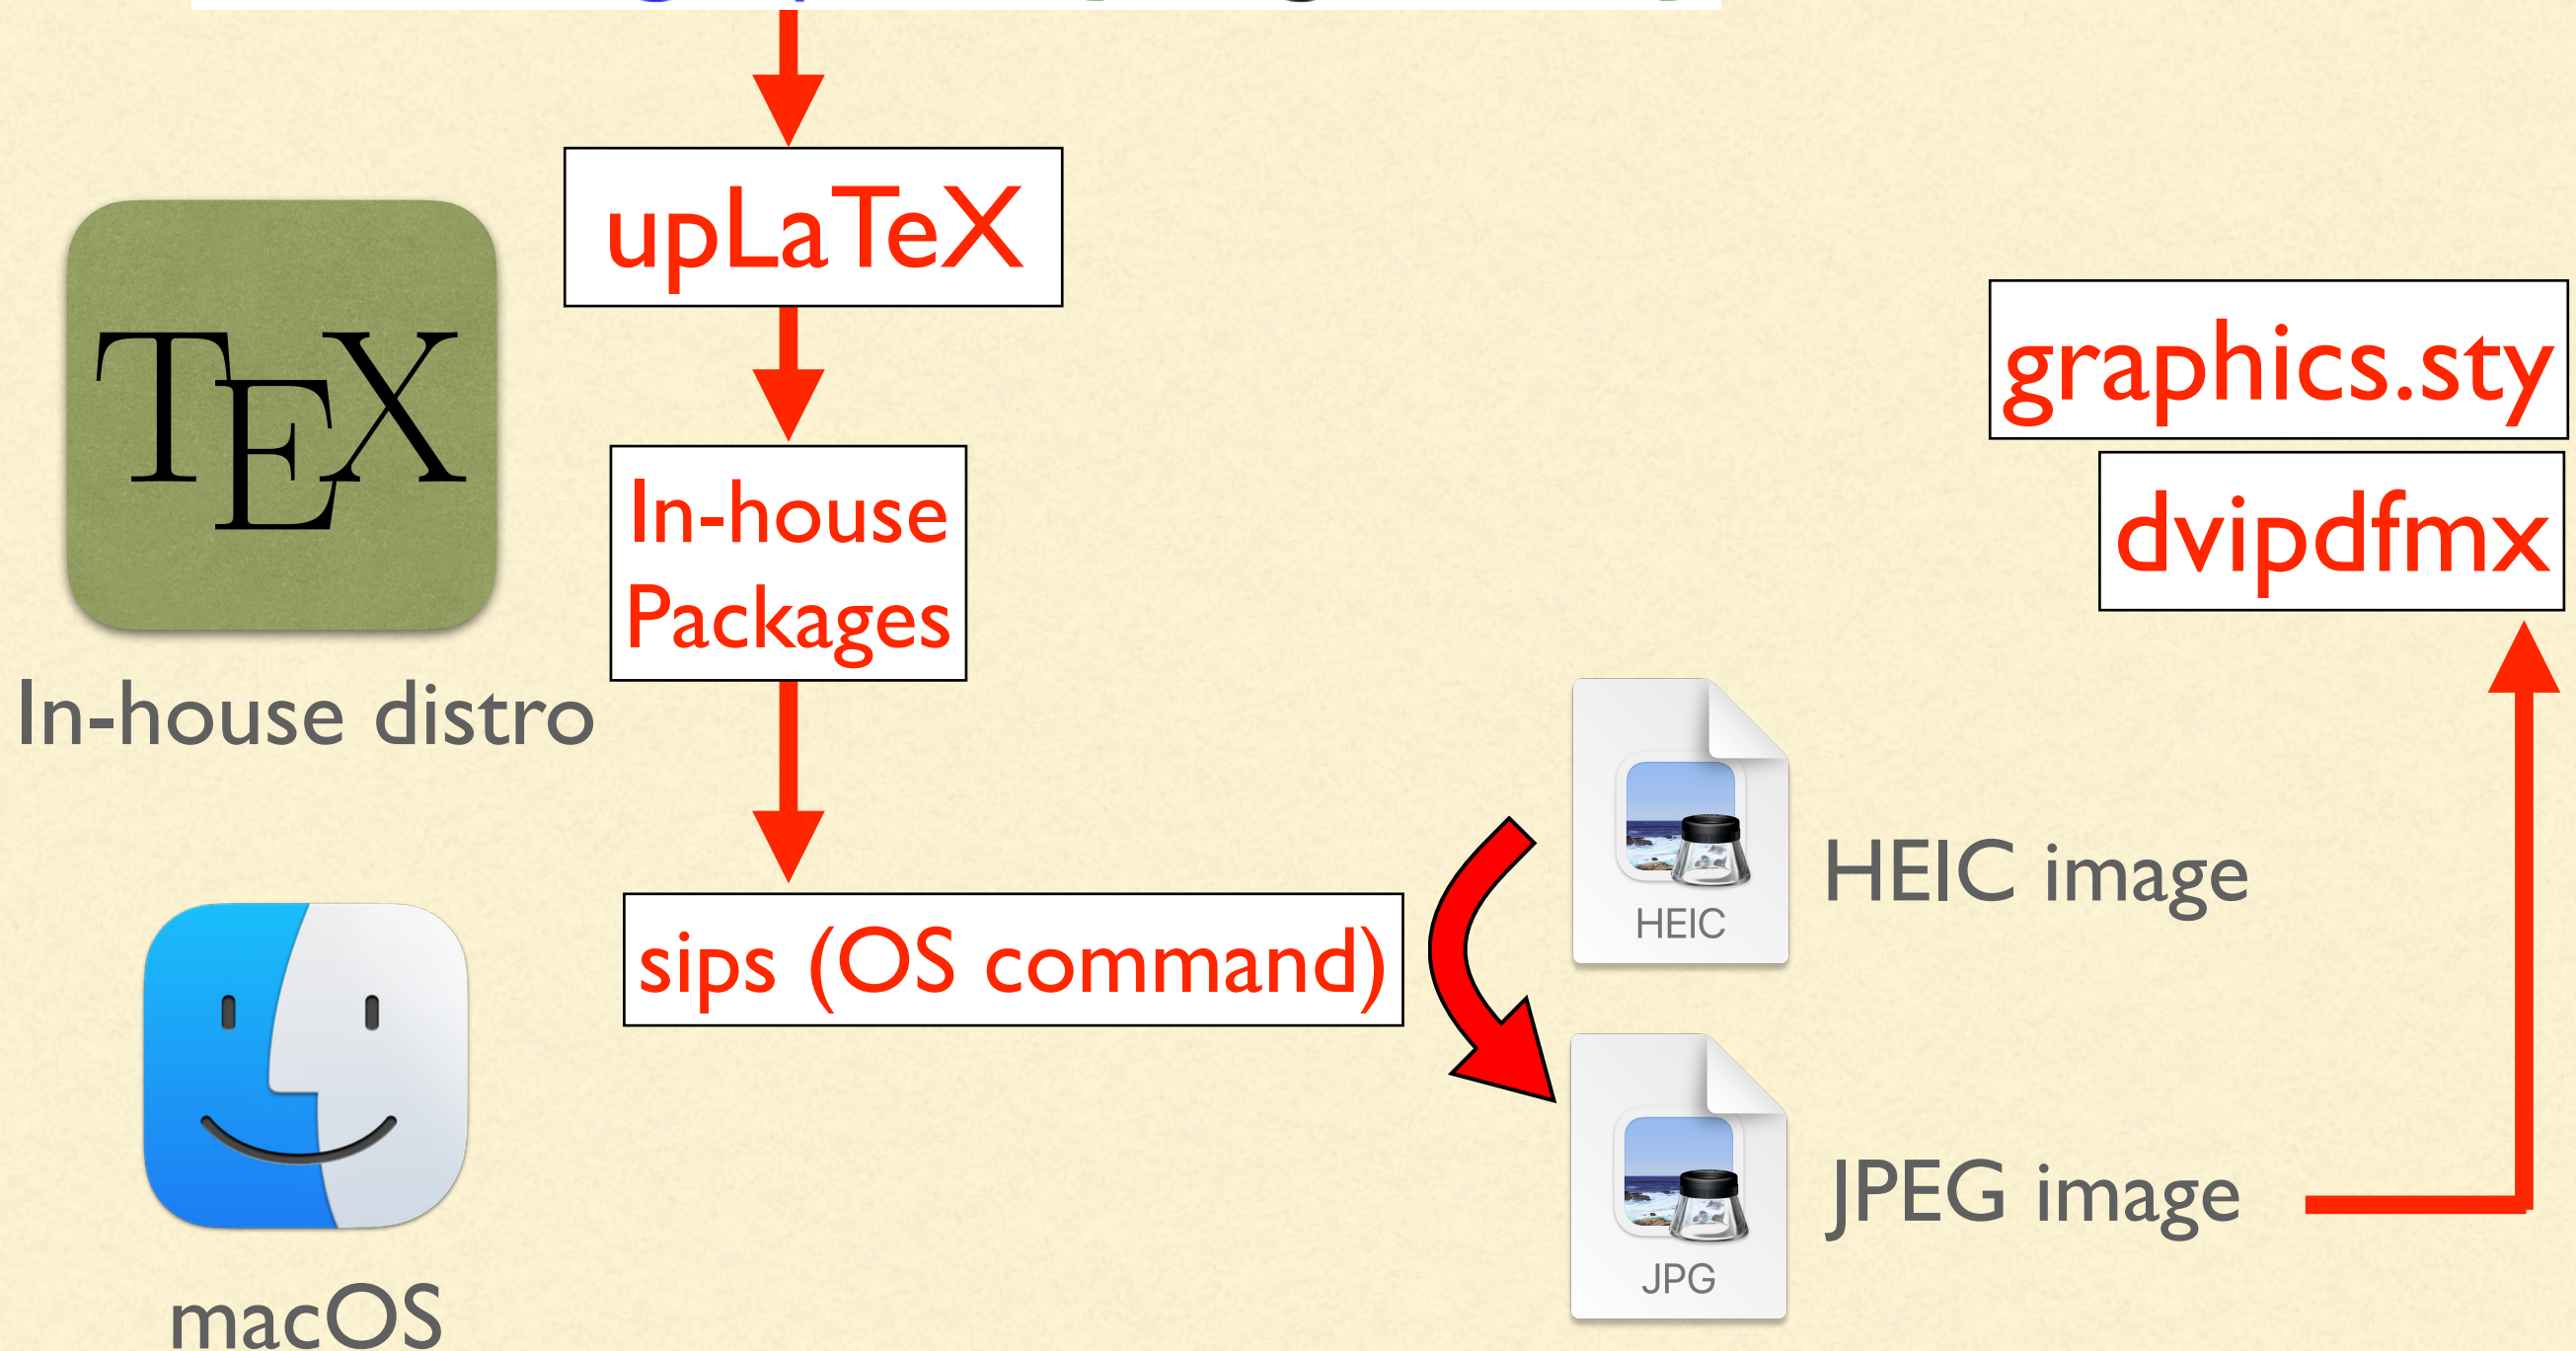 upLaTeX
TEX
graphics.sty
In-house
Packages
dvipdfmx
In-house distro
HEIC
HEIC image
sips (OS command)
JPEG image
JPG
macOS